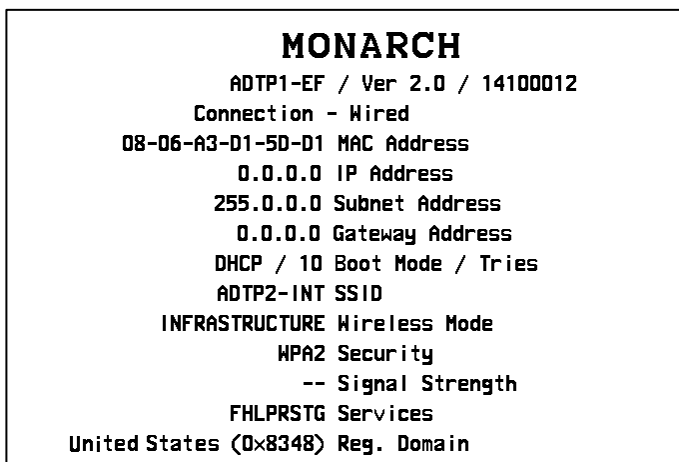 MONARCH
ADTP1-EF / Ver 2.0 / 14100012
Connection - Wired
08-06-A3-D1-5D-D1 MAC Address
0.0.0.0 IP Address
255.0.0.0 Subnet Address
0.0.0.0 Gateway Address
DHCP / 10 Boot Mode / Tries
ADTP2-INT SSID
INFRASTRUCTURE Wireless Mode
WPA2 Security
-- Signal Strength
FHLPRSTG Services
United States (0x8348) Reg. Domain